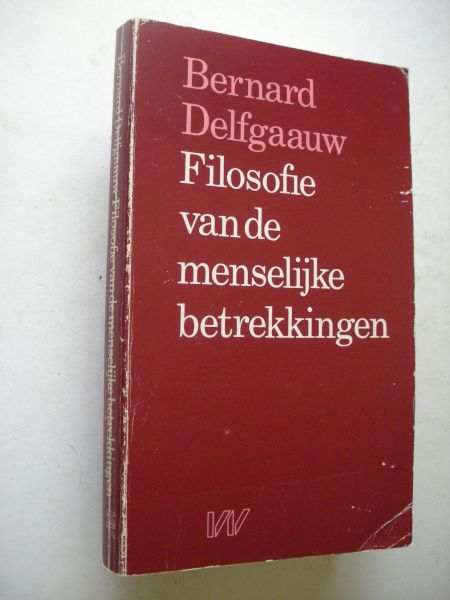 Bernard
Delfgaauw
Filosofie
van de
menselijke
betrekkingen
Bernard Delfgaauw Filosofie van de menselijke betrekkingen